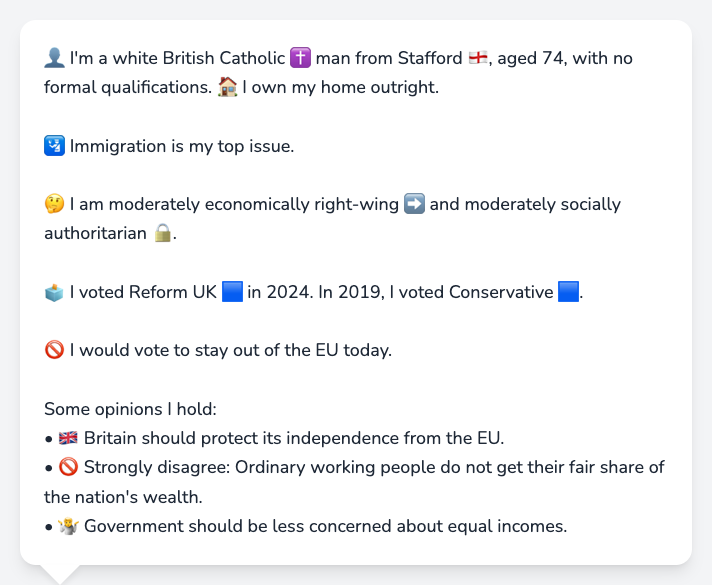 👤 I'm a white British Catholic ✝️ man from Stafford 🏴󠁧󠁢󠁥󠁮󠁧󠁿, aged 74, with no
formal qualifications. 🏠 I own my home outright.
🛂 Immigration is my top issue.
🤔 I am moderately economically right-wing ➡️ and moderately socially
authoritarian 🔒.
🗳️ I voted Reform UK 🟦 in 2024. In 2019, I voted Conservative 🟦.
🚫 I would vote to stay out of the EU today.
Some opinions I hold:
• 🇬🇧 Britain should protect its independence from the EU.
• 🚫 Strongly disagree: Ordinary working people do not get their fair share of
the nation's wealth.
• 🤷 Government should be less concerned about equal incomes.